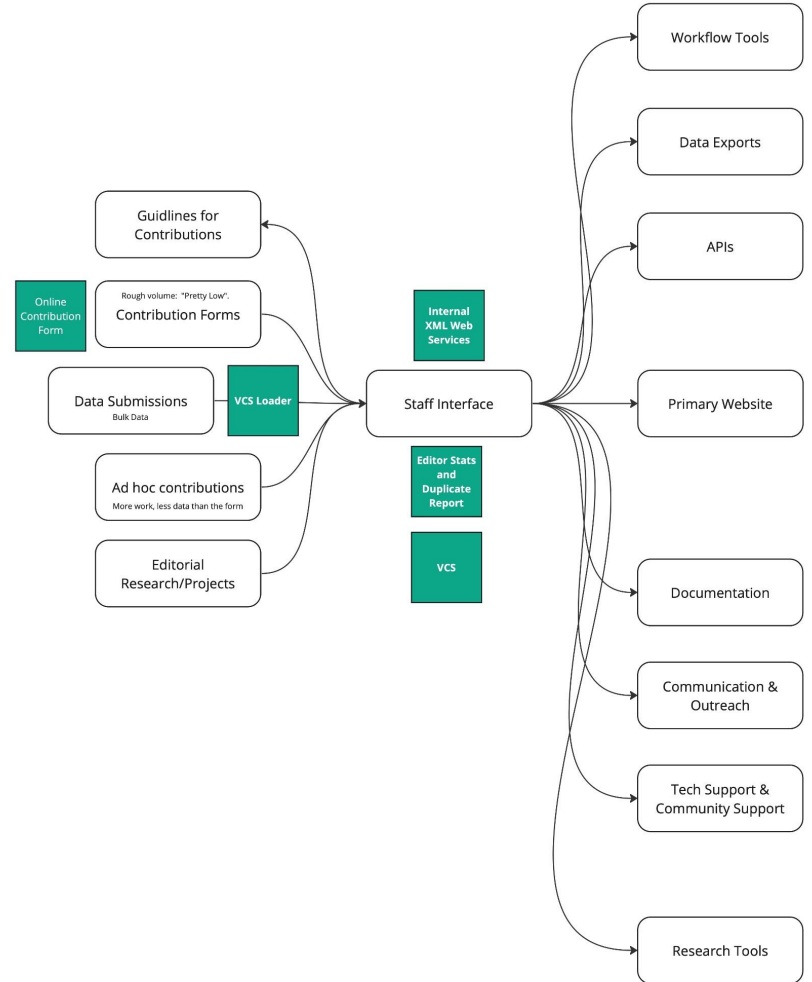 Workflow Tools
Data Exports
APIs
Guidlines for
Contributions
Online
Contribution
Form
Rough volume: "Pretty Low".
Contribution Forms
Internal
XML Web
Services
Data Submissions
Bulk Data
VCS Loader
Staff Interface
Primary Website
Ad hoc contributions
More work, less data than the form
Editor Stats
and
Duplicate
Report
Editorial
Research/Projects
VCS
Documentation
Communication &
Outreach
Tech Support &
Community Support
Research Tools